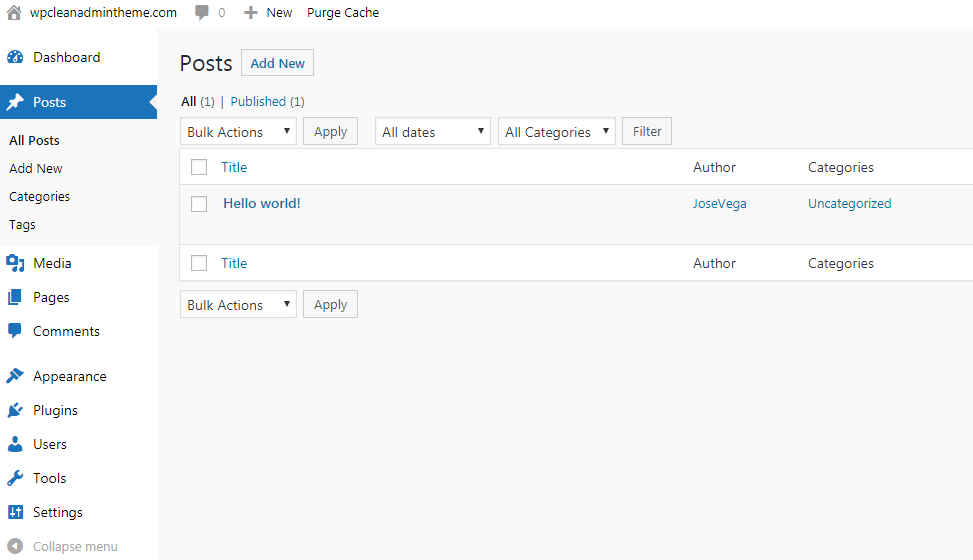 wpcleanadmintheme.com 0 New Purge Cache
Dashboard
Posts
All Posts
Add New
Categories
Tags
Media
Pages
Comments
Appearance
Plugins
Users
Tools
Settings
Collapse menu
Posts Add New
All (1) | Published (1)
Bulk Actions Apply All dates All Categories Filter
Title Author Categories
Hello world! JoseVega Uncategorized
Title Author Categories
Bulk Actions Apply